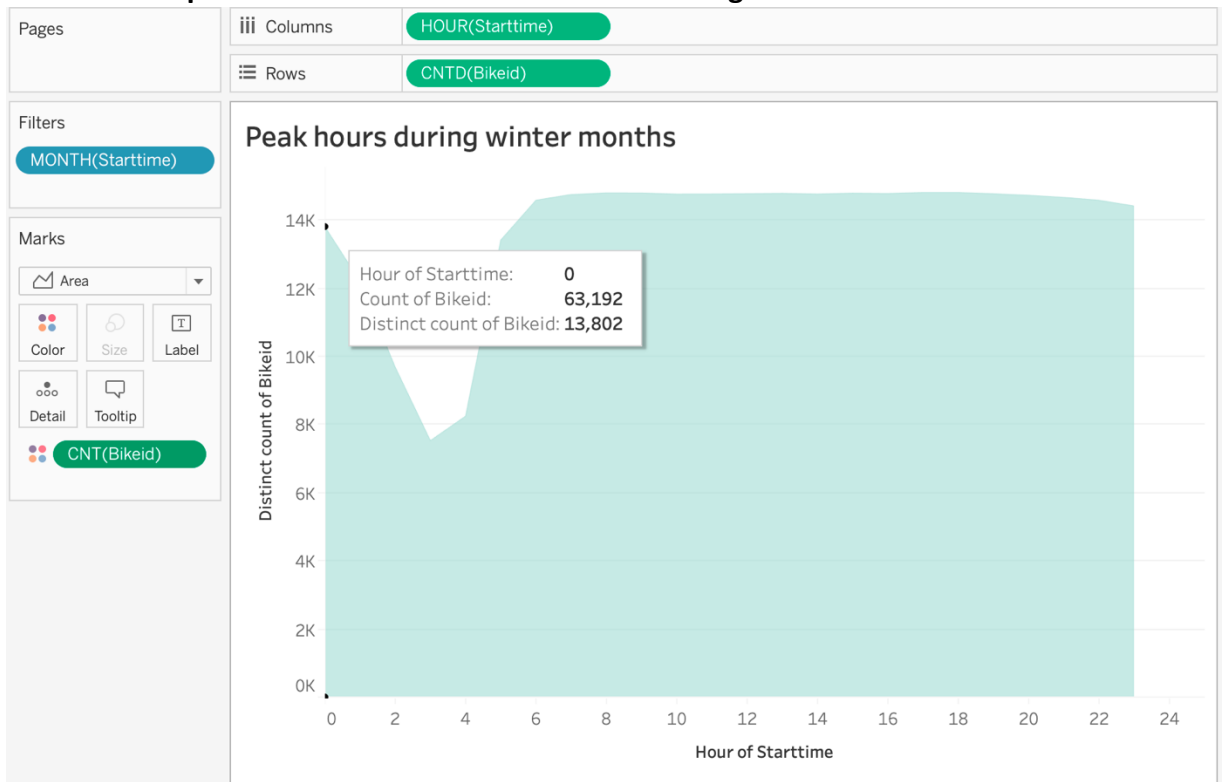 Pages
iii Columns
HOUR(Starttime)
Rows
CNTD(Bikeid)
Filters
MONTH(Starttime)
Marks
Area
Color
Size
T
Label
Detail
Tooltip
CNT(Bikeid)
Peak hours during winter months
Distinct count of Bikeid
14K
12K
10K
8K
6K
4K
2K
0K
Hour of Starttime: 0
Count of Bikeid: 63,192
Distinct count of Bikeid: 13,802
0 2 4 6 8 10 12 14 16 18 20 22 24
Hour of Starttime